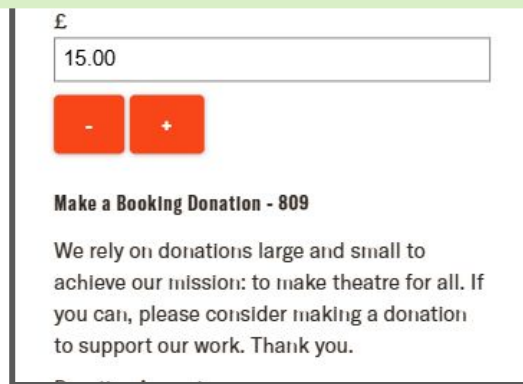 £
15.00
- +
Make a Booking Donation - 809
We rely on donations large and small to
achieve our mission: to make theatre for all. If
you can, please consider making a donation
to support our work. Thank you.